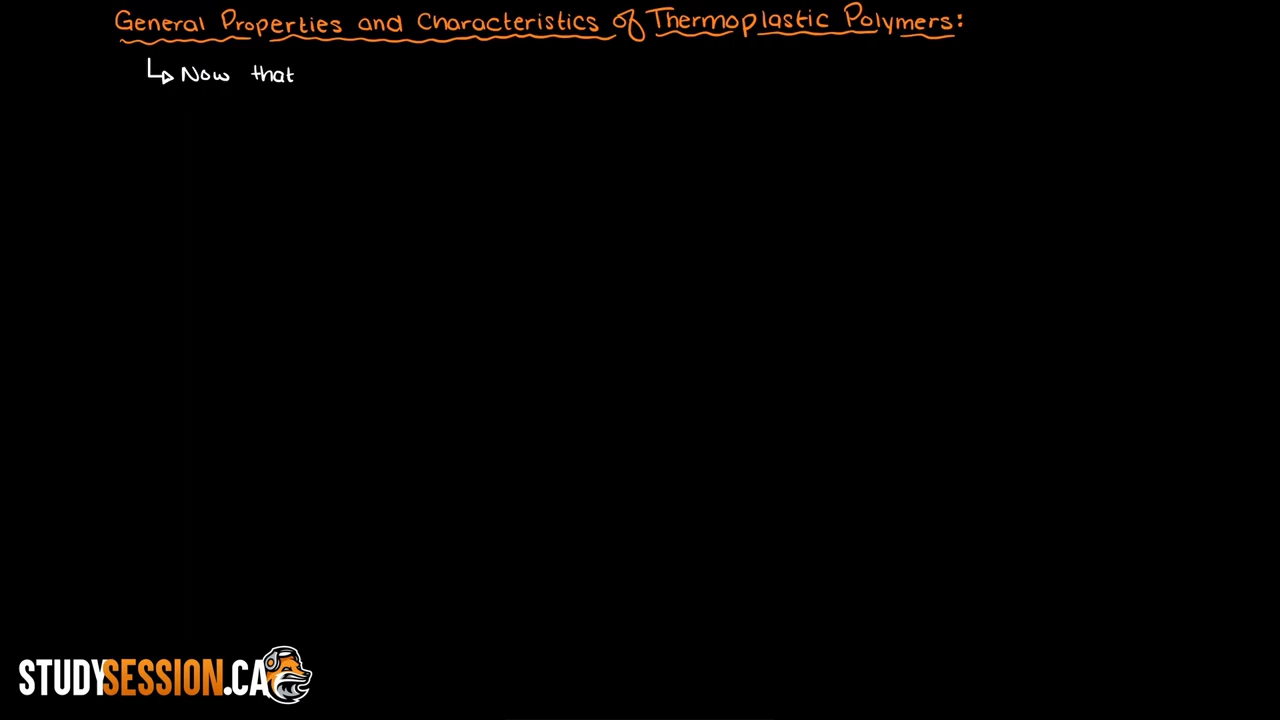 General Properties and Characteristics of Thermoplastic Polymers:
↳ Now that
STUDYSESSION.CA